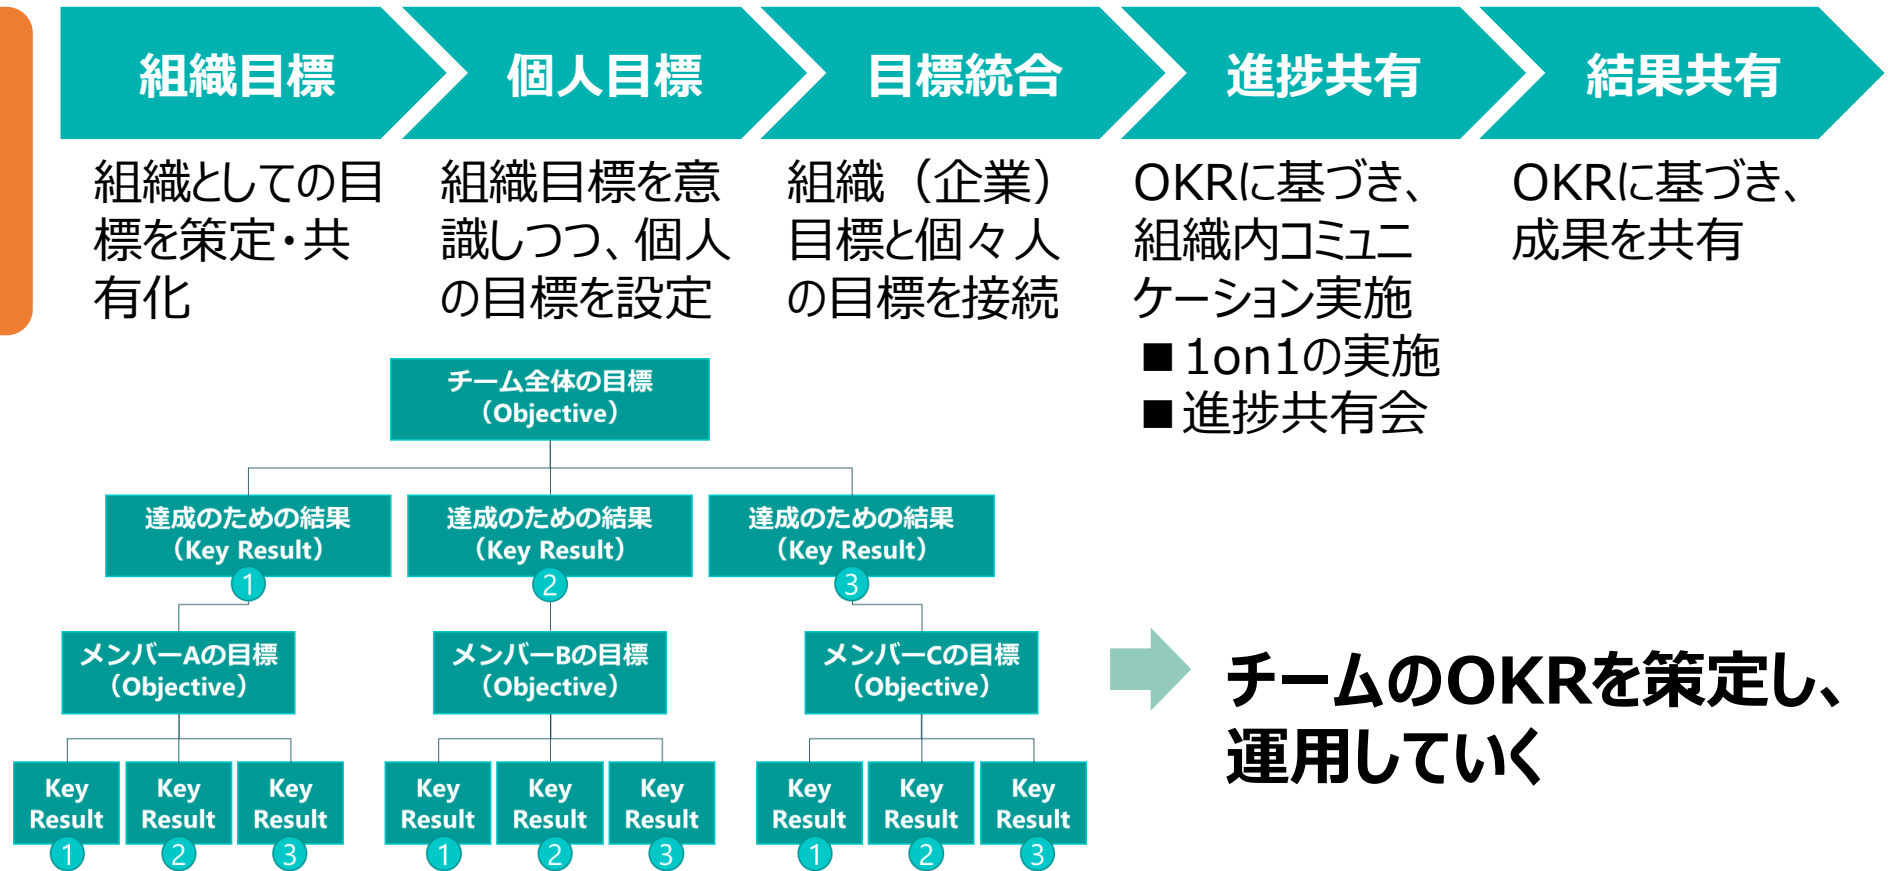 組織目標
個人目標
目標統合
進捗共有
結果共有
組織としての目
標を策定・共
有化
組織目標を意
識しつつ、個人
の目標を設定
組織（企業）
目標と個々人
の目標を接続
OKRに基づき、
組織内コミュニ
ケーション実施
■1on1の実施
■進捗共有会
OKRに基づき、
成果を共有
チーム全体の目標
（Objective）
達成のための結果
（Key Result）
1
達成のための結果
（Key Result）
2
達成のための結果
（Key Result）
3
メンバーAの目標
（Objective）
メンバーBの目標
（Objective）
メンバーCの目標
（Objective）
Key
Result
1
Key
Result
2
Key
Result
3
Key
Result
1
Key
Result
2
Key
Result
3
Key
Result
1
Key
Result
2
Key
Result
3
チームのOKRを策定し、
運用していく